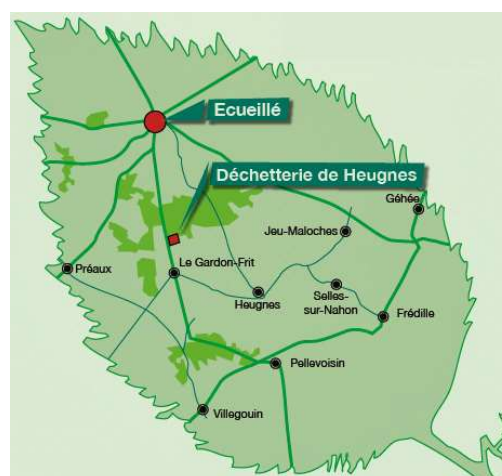 Ecueillé
Déchetterie de Heugnes
Géhée
Jeu-Maloches
Préaux
Le Gardon-Frit
Heugnes
Selles-
sur-Nahon
Frédille
Pellevoisin
Villegouin